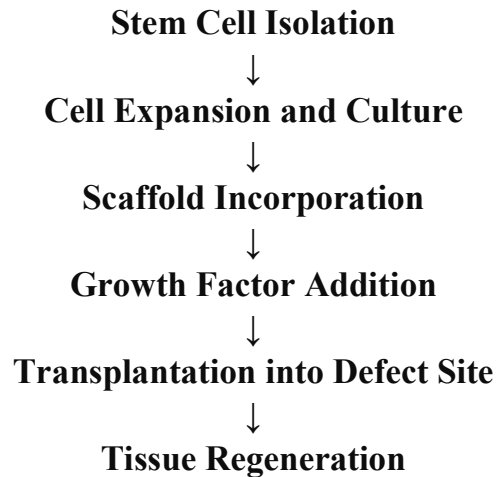 Stem Cell Isolation
↓
Cell Expansion and Culture
↓
Scaffold Incorporation
↓
Growth Factor Addition
↓
Transplantation into Defect Site
↓
Tissue Regeneration